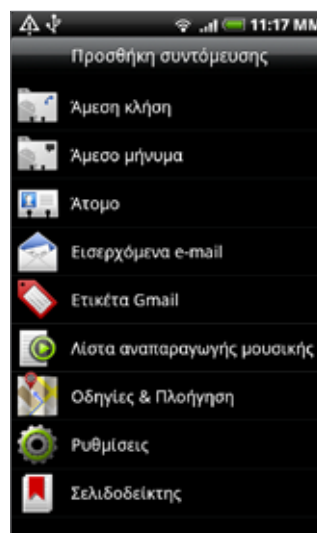 11:17 ΜΜ
Προσθήκη συντόμευσης
Άμεση κλήση
Άμεσο μήνυμα
Άτομο
Εισερχόμενα e-mail
Ετικέτα Gmail
Λίστα αναπαραγωγής μουσικής
Οδηγίες & Πλοήγηση
Ρυθμίσεις
Σελιδοδείκτης